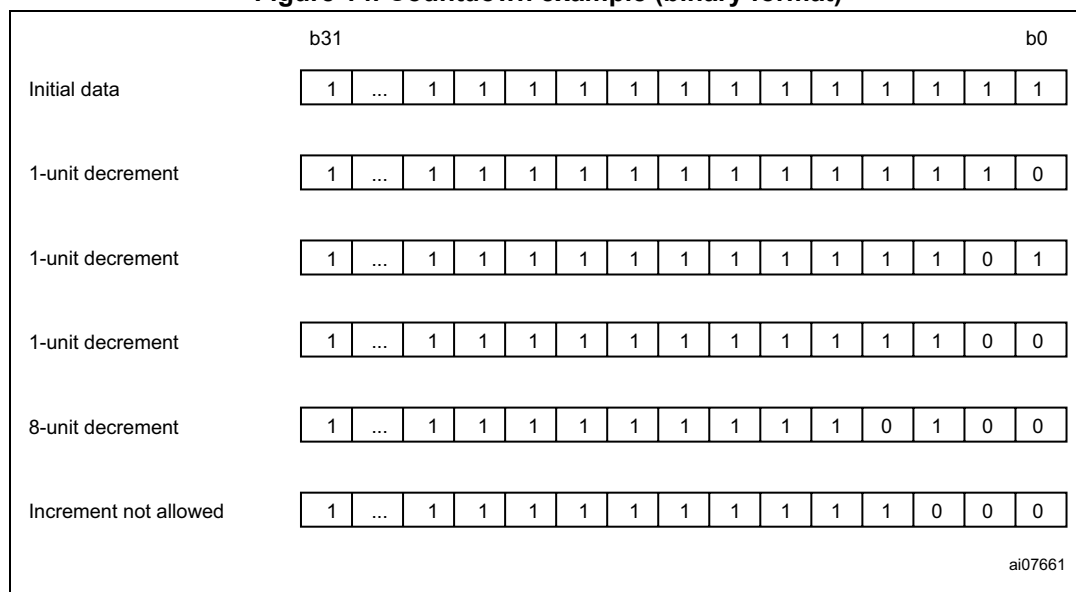 Figure Countdown example (binary format)
b31 b0
Initial data 1 ... 1 1 1 1 1 1 1 1 1 1 1 1 1
1-unit decrement 1 ... 1 1 1 1 1 1 1 1 1 1 1 1 0
1-unit decrement 1 ... 1 1 1 1 1 1 1 1 1 1 1 0 1
1-unit decrement 1 ... 1 1 1 1 1 1 1 1 1 1 1 0 0
8-unit decrement 1 ... 1 1 1 1 1 1 1 1 1 0 1 0 0
Increment not allowed 1 ... 1 1 1 1 1 1 1 1 1 1 0 0 0
ai07661